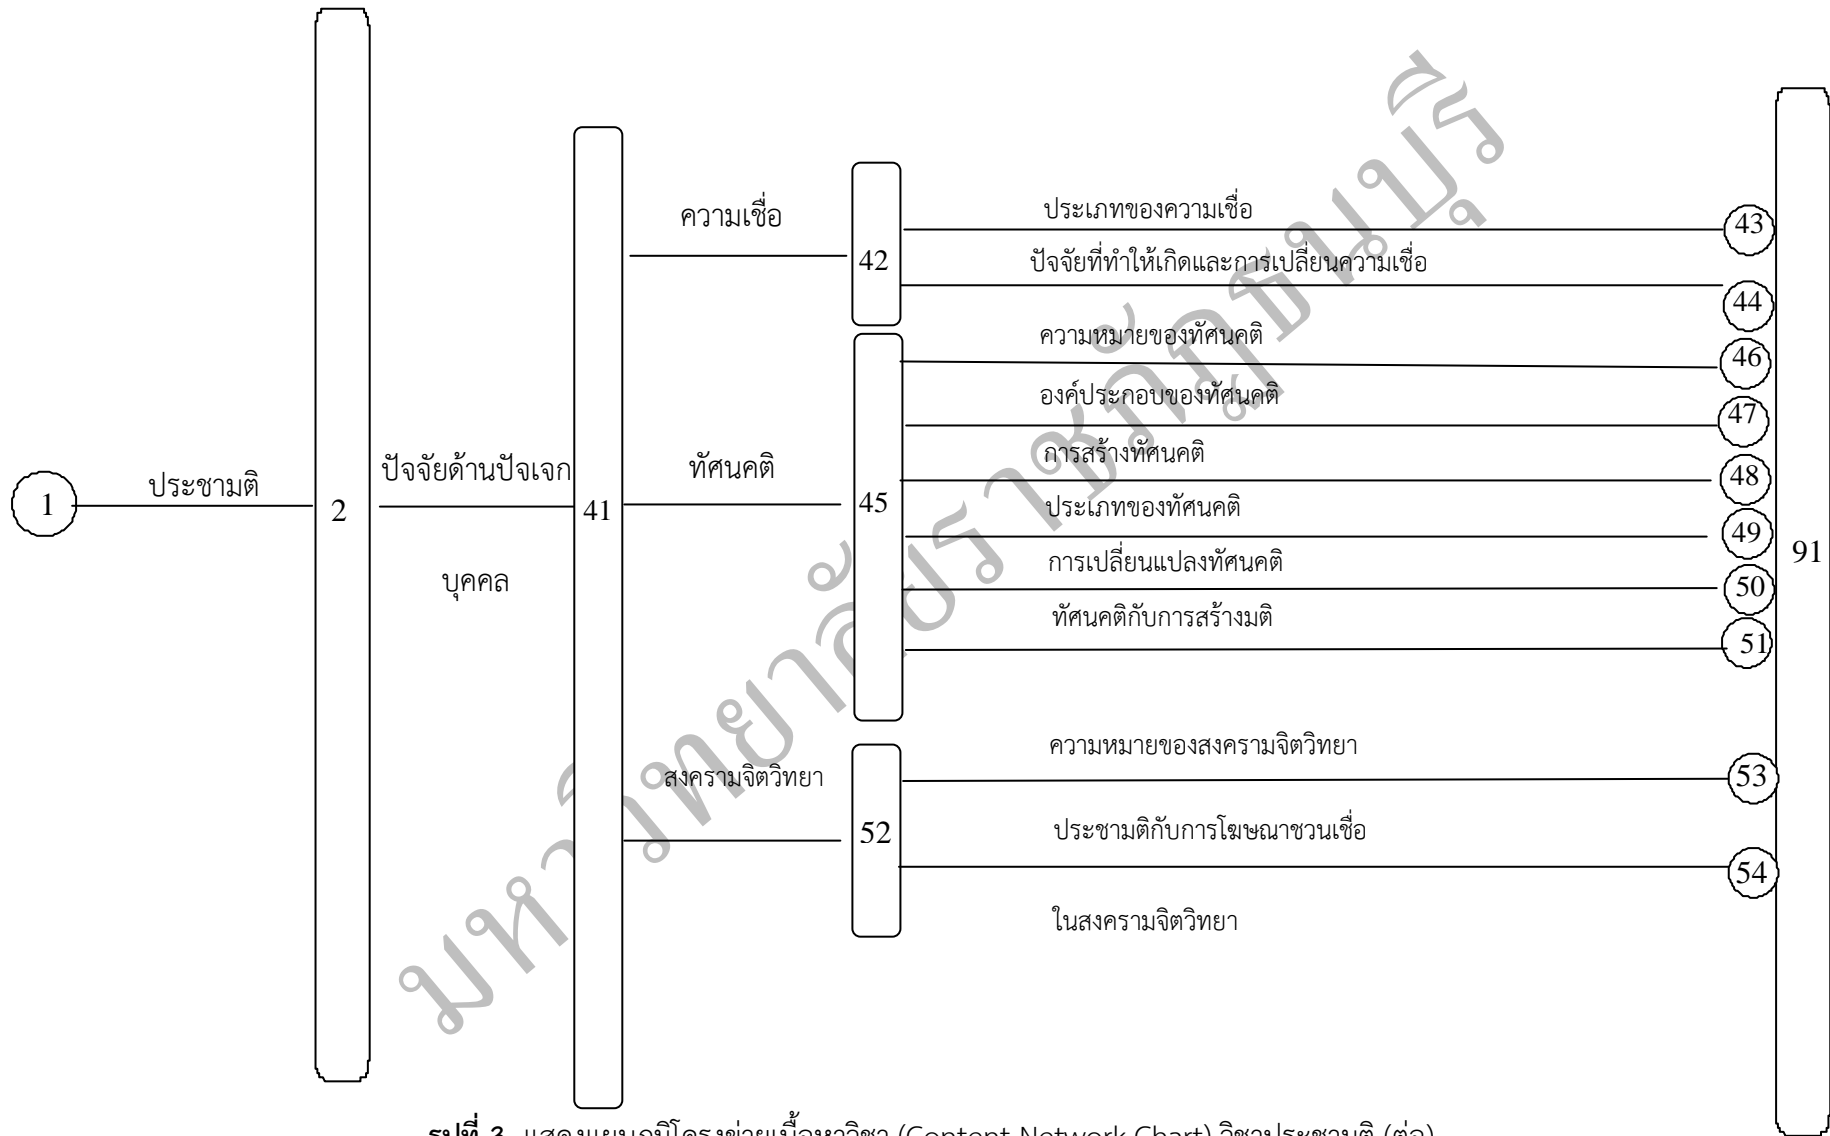 1
ประชามติ
2
ปัจจัยด้านปัจเจก
บุคคล
41
ความเชื่อ
42
ประเภทของความเชื่อ
43
ปัจจัยที่ทำให้เกิดและการเปลี่ยนความเชื่อ
44
ทัศนคติ
45
ความหมายของทัศนคติ
46
องค์ประกอบของทัศนคติ
47
การสร้างทัศนคติ
48
ประเภทของทัศนคติ
49
การเปลี่ยนแปลงทัศนคติ
50
ทัศนคติกับการสร้างมติ
51
สงครามจิตวิทยา
52
ความหมายของสงครามจิตวิทยา
53
ประชามติกับการโฆษณาชวนเชื่อ
ในสงครามจิตวิทยา
54
91
มหาวิทยาลัยราชภัฏธนบุรี
รูปที่ 3 แสดงแผนภูมิโครงข่ายเนื้อหาวิชา (Content Network Chart) วิชาประชามติ (ต่อ)